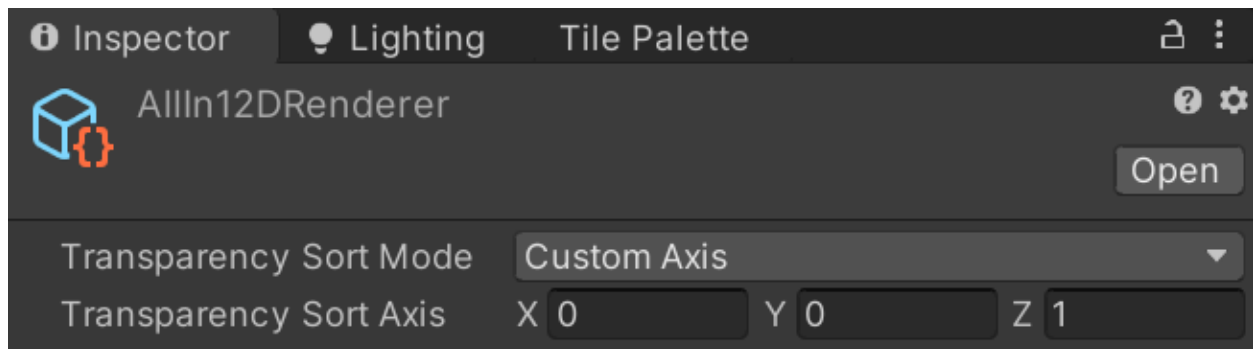 Inspector Lighting Tile Palette
AllIn12DRenderer
Open
Transparency Sort Mode Custom Axis
Transparency Sort Axis X 0 Y 0 Z 1